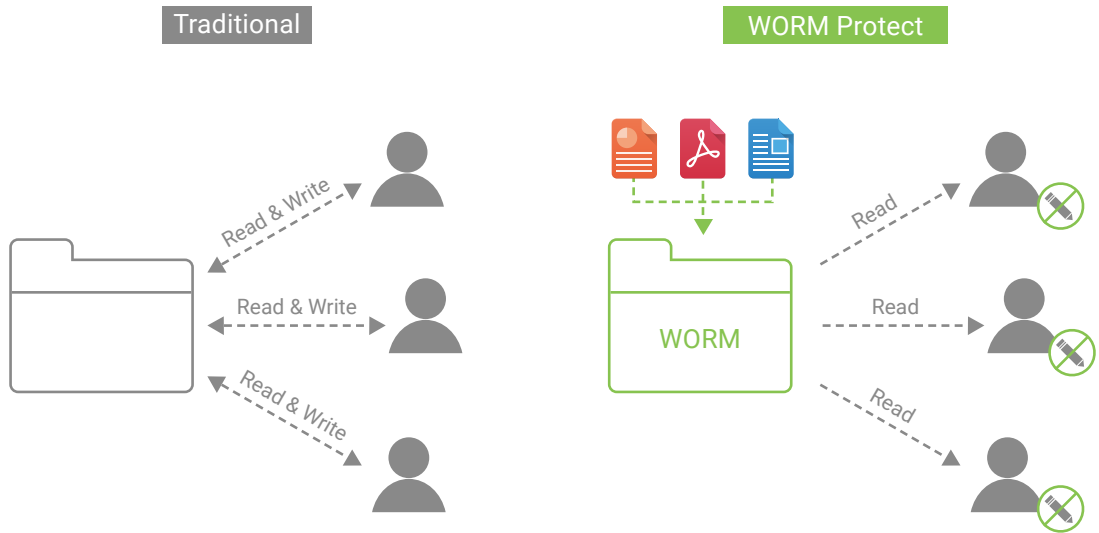 Traditional
Read & Write
Read & Write
Read & Write
WORM Protect
WORM
Read
Read
Read